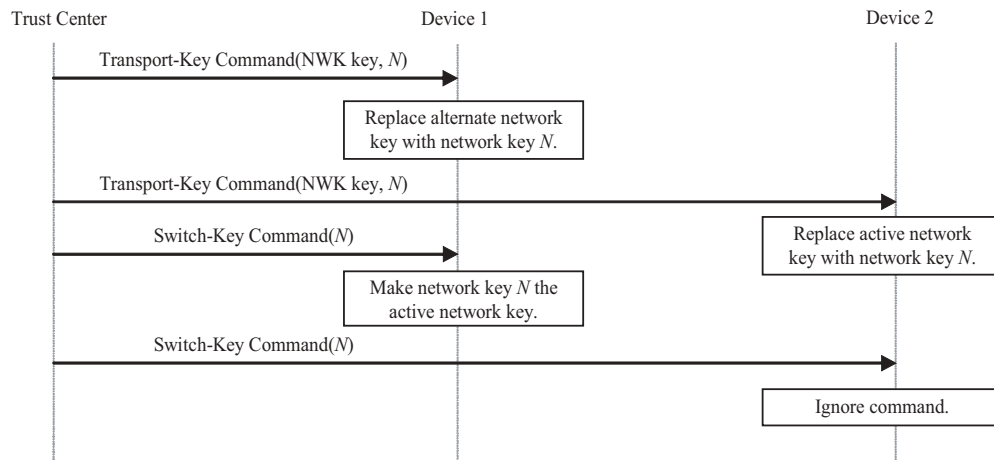 Trust Center
Device 1
Device 2
Transport-Key Command(NWK key, N)
Replace alternate network
key with network key N.
Transport-Key Command(NWK key, N)
Replace active network
key with network key N.
Switch-Key Command(N)
Make network key N the
active network key.
Switch-Key Command(N)
Ignore command.